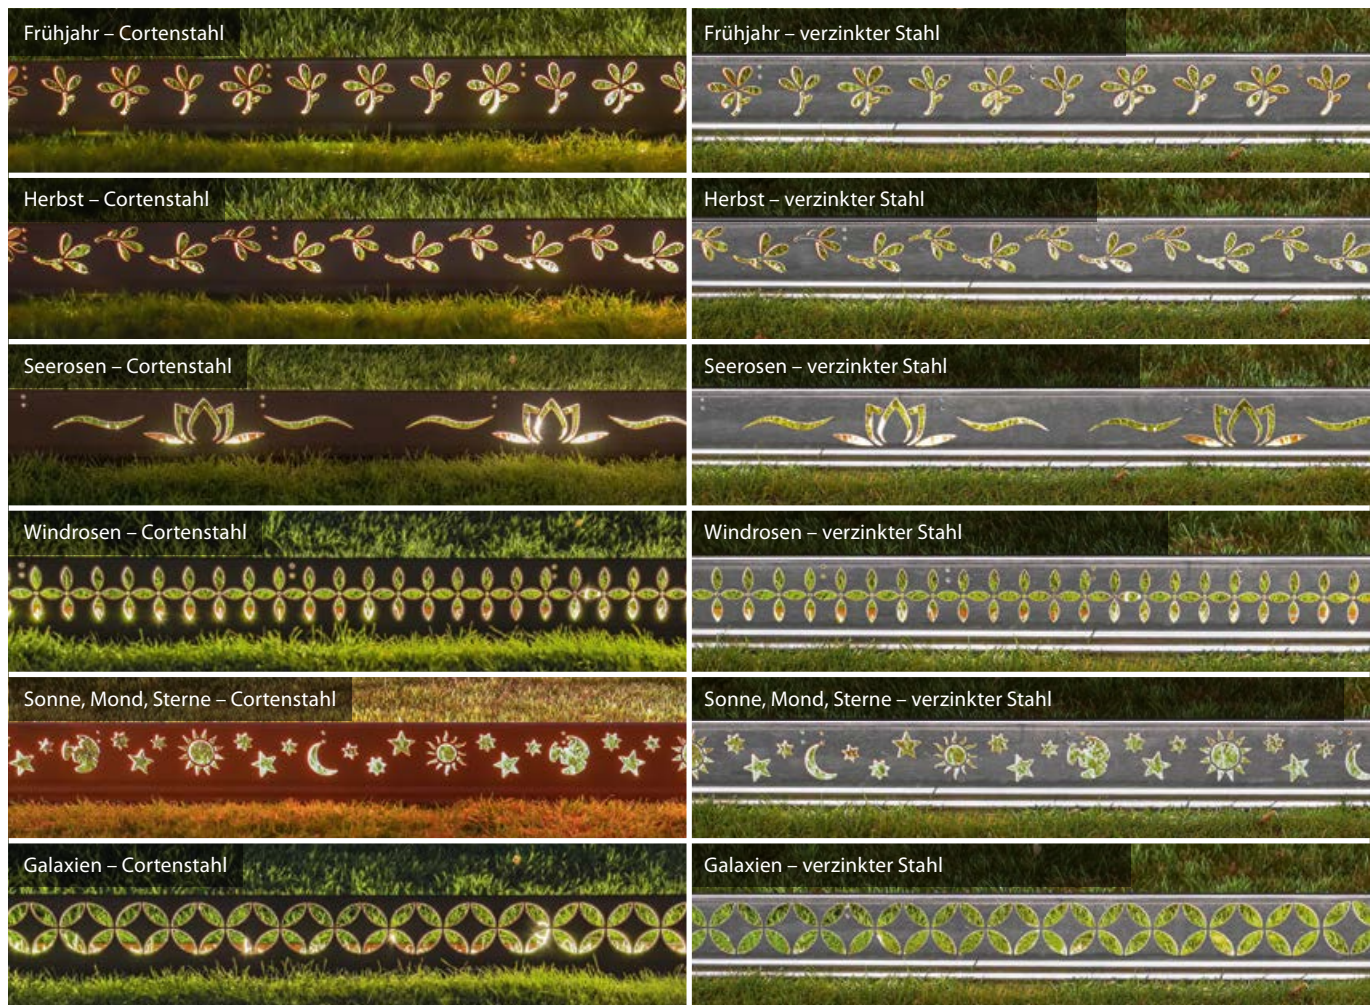 Frühjahr – Cortenstahl
Frühjahr – verzinkter Stahl
Herbst – Cortenstahl
Herbst – verzinkter Stahl
Seerosen – Cortenstahl
Seerosen – verzinkter Stahl
Windrosen – Cortenstahl
Windrosen – verzinkter Stahl
Sonne, Mond, Sterne – Cortenstahl
Sonne, Mond, Sterne – verzinkter Stahl
Galaxien – Cortenstahl
Galaxien – verzinkter Stahl